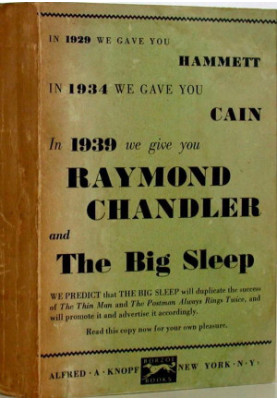 IN 1929 WE GAVE YOU
HAMMETT
IN 1934 WE GAVE YOU
CAIN
In 1939 we give you
RAYMOND
CHANDLER
and
The Big Sleep
WE PREDICT that THE BIG SLEEP will duplicate the success
of The Thin Man and The Postman Always Rings Twice, and
will promote it and advertise it accordingly.
Read this copy now for your own pleasure.
ALFRED · A · KNOPF
BORZOI
BOOKS
NEW YORK · N · Y ·